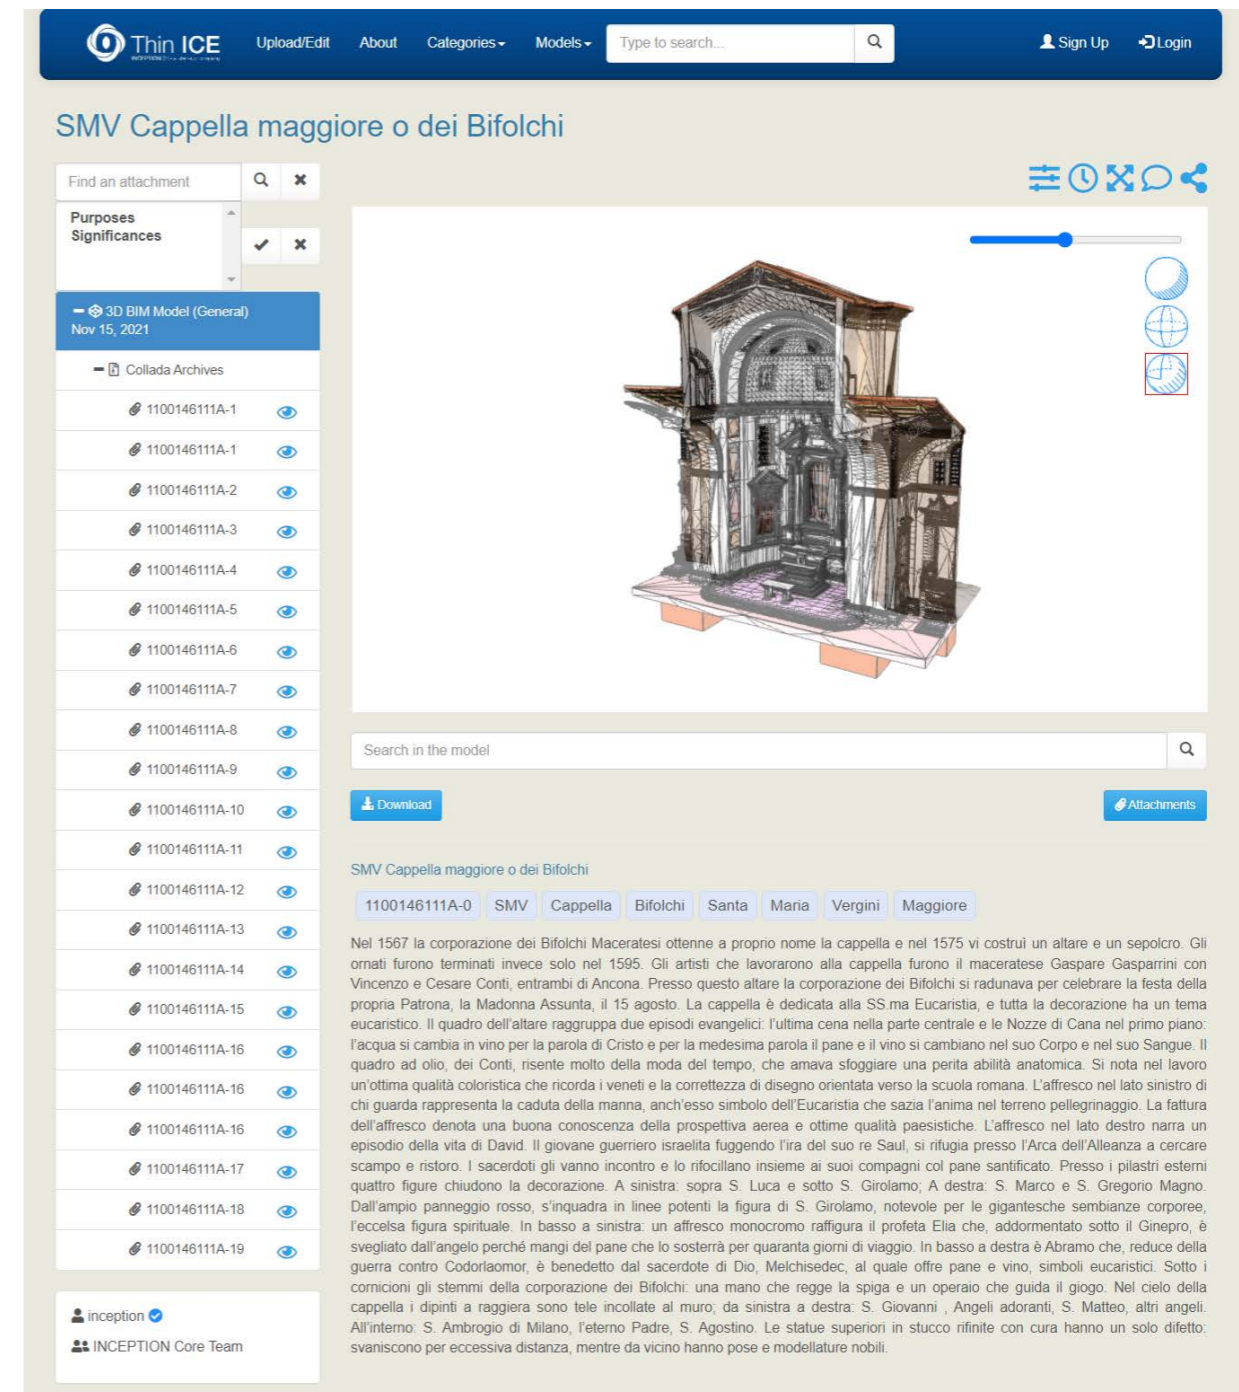 Thin ICE
Upload/Edit
About
Categories
Models
Type to search...
Sign Up
Login
SMV Cappella maggiore o dei Bifolchi
Find an attachment
Purposes
Significances
3D BIM Model (General)
Nov 15, 2021
Collada Archives
1100146111A-1
1100146111A-1
1100146111A-2
1100146111A-3
1100146111A-4
1100146111A-5
1100146111A-6
1100146111A-7
1100146111A-8
1100146111A-9
1100146111A-10
1100146111A-11
1100146111A-12
1100146111A-13
1100146111A-14
1100146111A-15
1100146111A-16
1100146111A-16
1100146111A-16
1100146111A-17
1100146111A-18
1100146111A-19
inception
INCEPTION Core Team
Search in the model
Download
Attachments
SMV Cappella maggiore o dei Bifolchi
1100146111A-0 SMV Cappella Bifolchi Santa Maria Vergini Maggiore
Nel 1567 la corporazione dei Bifolchi Maceratesi ottenne a proprio nome la cappella e nel 1575 vi costruì un altare e un sepolcro. Gli
ornati furono terminati invece solo nel 1595. Gli artisti che lavorarono alla cappella furono il maceratese Gaspare Gasparrini con
Vincenzo e Cesare Conti, entrambi di Ancona. Presso questo altare la corporazione dei Bifolchi si radunava per celebrare la festa della
propria Patrona, la Madonna Assunta, il 15 agosto. La cappella è dedicata alla SS.ma Eucaristia, e tutta la decorazione ha un tema
eucaristico. Il quadro dell'altare raggruppa due episodi evangelici: l'ultima cena nella parte centrale e le Nozze di Cana nel primo piano:
l'acqua si cambia in vino per la parola di Cristo e per la medesima parola il pane e il vino si cambiano nel suo Corpo e nel suo Sangue. Il
quadro ad olio, dei Conti, risente molto della moda del tempo, che amava sfoggiare una perita abilità anatomica. Si nota nel lavoro
un'ottima qualità coloristica che ricorda i veneti e la correttezza di disegno orientata verso la scuola romana. L'affresco nel lato sinistro di
chi guarda rappresenta la caduta della manna, anch'esso simbolo dell'Eucaristia che sazia l'anima nel terreno pellegrinaggio. La fattura
dell'affresco denota una buona conoscenza della prospettiva aerea e ottime qualità paesistiche. L'affresco nel lato destro narra un
episodio della vita di David. Il giovane guerriero israelita fuggendo l'ira del suo re Saul, si rifugia presso l'Arca dell'Alleanza a cercare
scampo e ristoro. I sacerdoti gli vanno incontro e lo rifocillano insieme ai suoi compagni col pane santificato. Presso i pilastri esterni
quattro figure chiudono la decorazione. A sinistra: sopra S. Luca e sotto S. Girolamo; A destra: S. Marco e S. Gregorio Magno.
Dall'ampio panneggio rosso, s'inquadra in linee potenti la figura di S. Girolamo, notevole per le gigantesche sembianze corporee,
l'eccelsa figura spirituale. In basso a sinistra: un affresco monocromo raffigura il profeta Elia che, addormentato sotto il Ginepro, è
svegliato dall'angelo perché mangi del pane che lo sosterrà per quaranta giorni di viaggio. In basso a destra è Abramo che, reduce della
guerra contro Codorlaomor, è benedetto dal sacerdote di Dio, Melchisedec, al quale offre pane e vino, simboli eucaristici. Sotto i
cornicioni gli stemmi della corporazione dei Bifolchi: una mano che regge la spiga e un operaio che guida il giogo. Nel cielo della
cappella i dipinti a raggiera sono tele incollate al muro; da sinistra a destra: S. Giovanni , Angeli adoranti, S. Matteo, altri angeli.
All'interno: S. Ambrogio di Milano, l'eterno Padre, S. Agostino. Le statue superiori in stucco rifinite con cura hanno un solo difetto:
svaniscono per eccessiva distanza, mentre da vicino hanno pose e modellature nobili.